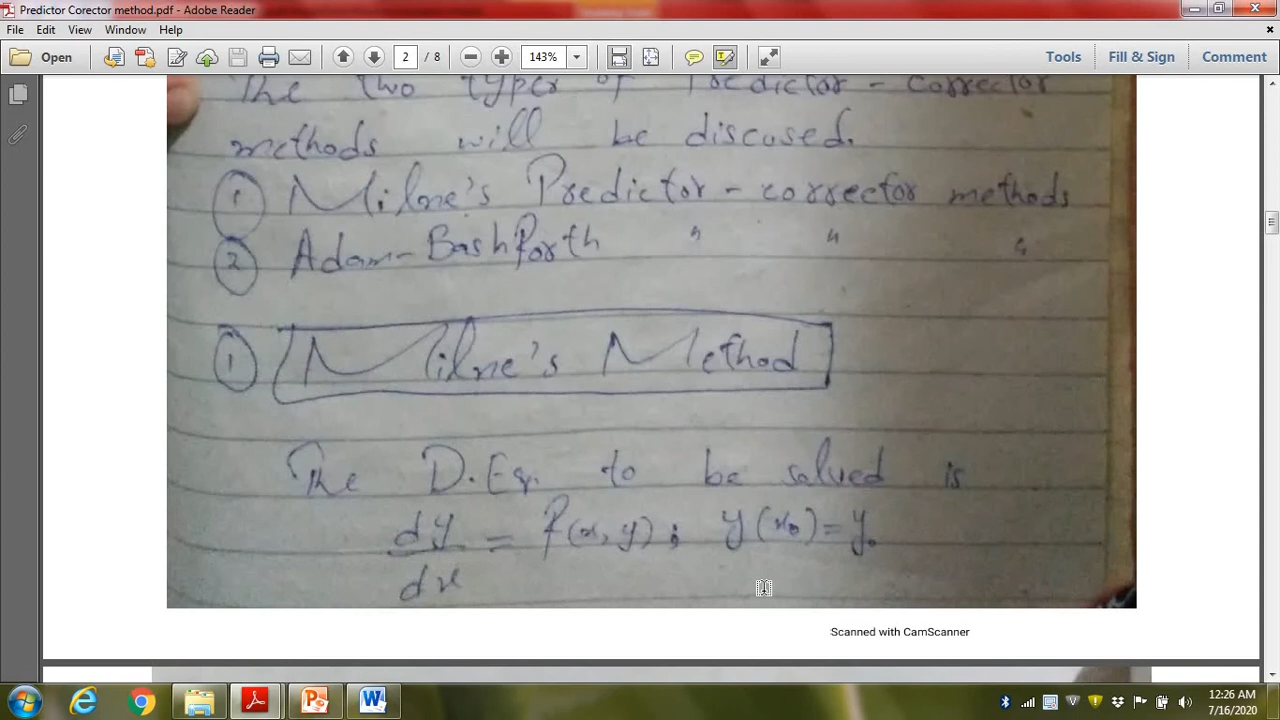 Predictor Corector method.pdf - Adobe Reader
File Edit View Window Help
Open 2 / 8 143% Tools Fill & Sign Comment
The two types of Predictor - corrector
methods will be discused.
① Milne's Predictor - corrector methods
② Adam - Bashforth " " "
① Milne's Method
The D.Eq. to be solved is
dy/dx = f(x, y); y(x₀) = y₀
Scanned with CamScanner
12:26 AM
7/16/2020